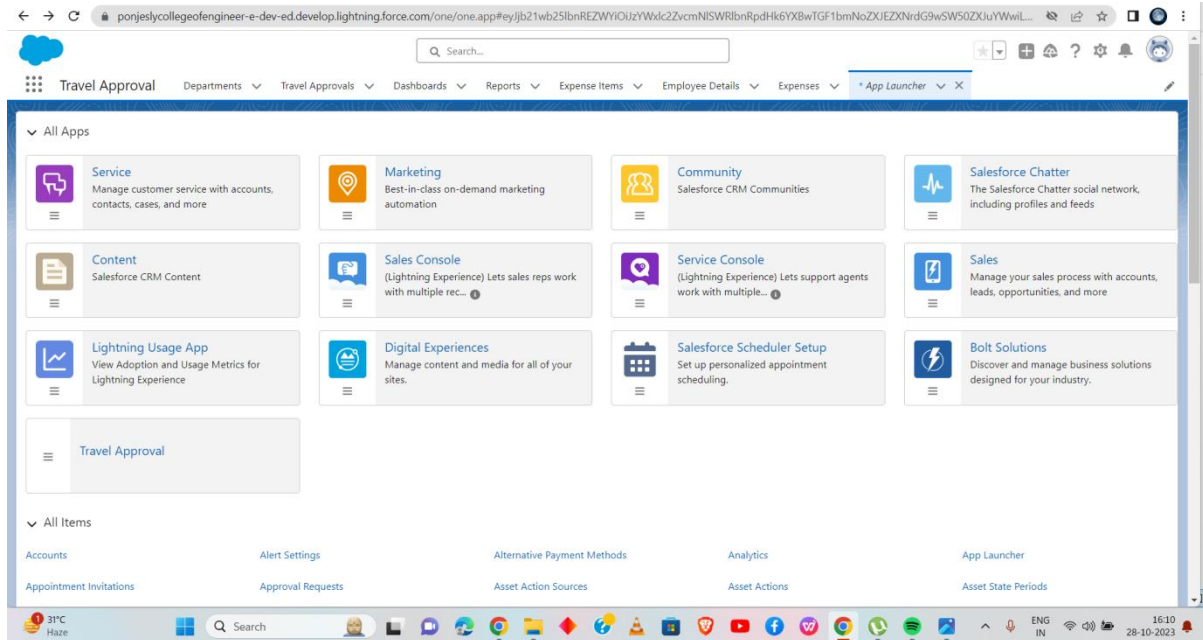 ponjeslycollegeofengineer-e-dev-ed.develop.lightning.force.com/one/one.app#eyJjb21wb25lbnREZWYiOiJzYWxlc2ZvcmNlSWRlbnRpdHk6YXBwTGF1bmNoZXJEZXNrdG9wSW50ZXJuYWwiL...
Search...
Travel Approval Departments Travel Approvals Dashboards Reports Expense Items Employee Details Expenses * App Launcher
All Apps
Service
Manage customer service with accounts,
contacts, cases, and more
Marketing
Best-in-class on-demand marketing
automation
Community
Salesforce CRM Communities
Salesforce Chatter
The Salesforce Chatter social network,
including profiles and feeds
Content
Salesforce CRM Content
Sales Console
(Lightning Experience) Lets sales reps work
with multiple rec...
Service Console
(Lightning Experience) Lets support agents
work with multiple...
Sales
Manage your sales process with accounts,
leads, opportunities, and more
Lightning Usage App
View Adoption and Usage Metrics for
Lightning Experience
Digital Experiences
Manage content and media for all of your
sites.
Salesforce Scheduler Setup
Set up personalized appointment
scheduling.
Bolt Solutions
Discover and manage business solutions
designed for your industry.
Travel Approval
All Items
Accounts Alert Settings Alternative Payment Methods Analytics App Launcher
Appointment Invitations Approval Requests Asset Action Sources Asset Actions Asset State Periods
1
31°C
Haze
Search
ENG
IN
16:10
28-10-2023